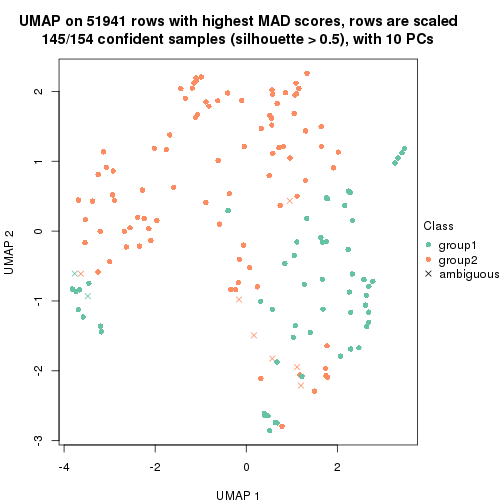 UMAP on 51941 rows with highest MAD scores, rows are scaled
145/154 confident samples (silhouette > 0.5), with 10 PCs
2
1
0
-1
-2
-3
UMAP 2
-4
-2
0
2
UMAP 1
Class
group1
group2
ambiguous